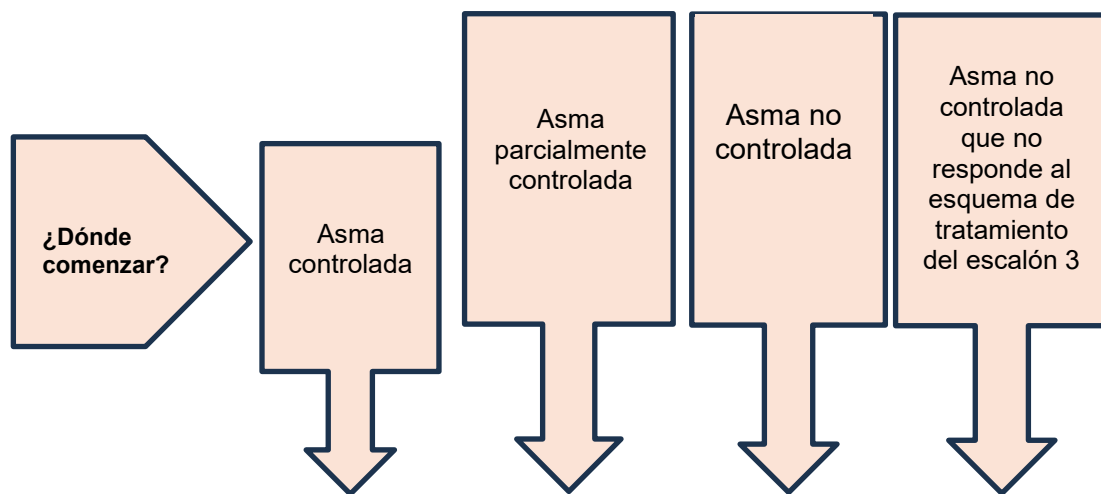 ¿Dónde
comenzar?
Asma
controlada
Asma
parcialmente
controlada
Asma no
controlada
Asma no
controlada
que no
responde al
esquema de
tratamiento
del escalón 3